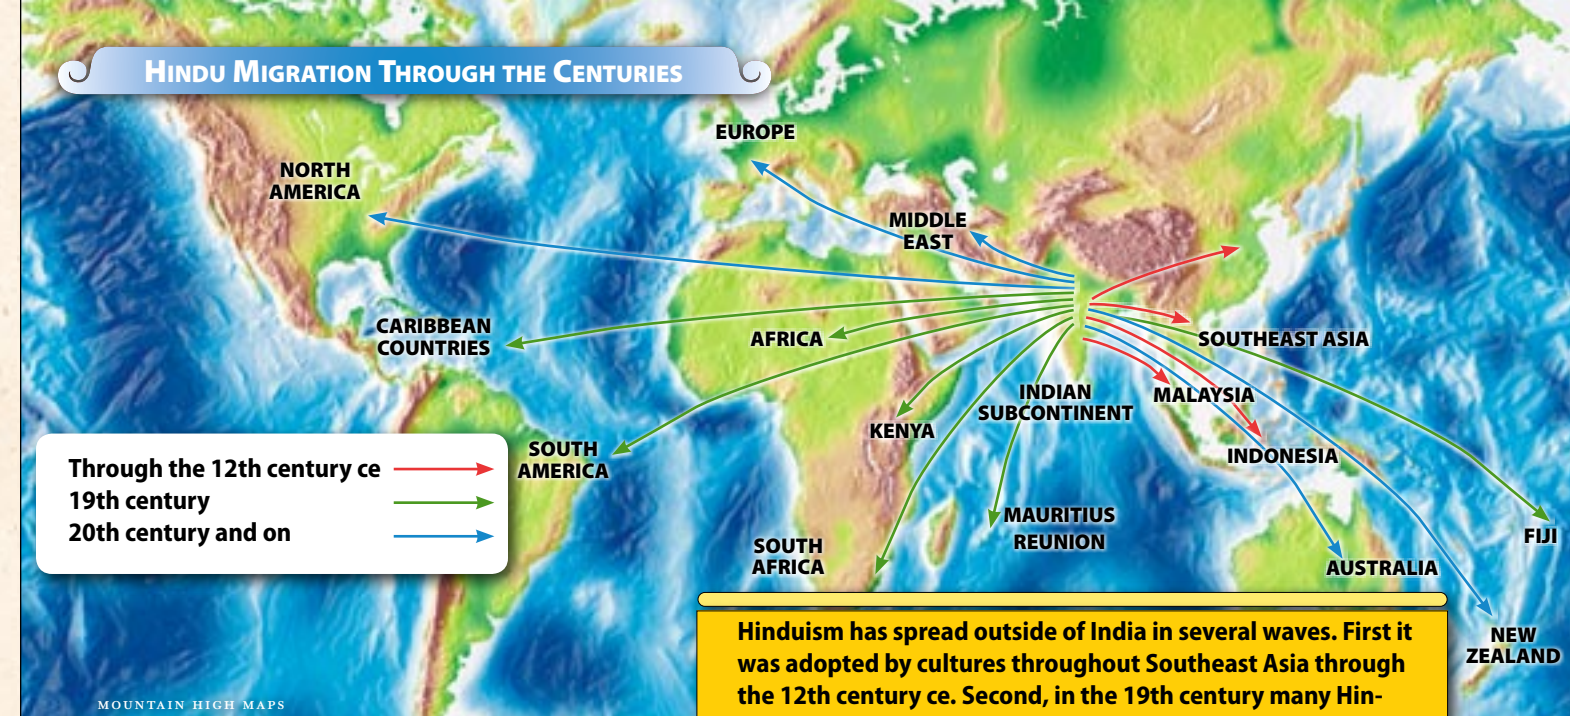 HINDU MIGRATION THROUGH THE CENTURIES
EUROPE
NORTH
AMERICA
MIDDLE
EAST
CARIBBEAN
COUNTRIES
AFRICA
SOUTHEAST ASIA
INDIAN
SUBCONTINENT
MALAYSIA
KENYA
SOUTH
AMERICA
INDONESIA
Through the 12th century ce
19th century
20th century and on
MAURITIUS
REUNION
SOUTH
AFRICA
FIJI
AUSTRALIA
NEW
ZEALAND
Hinduism has spread outside of India in several waves. First it
was adopted by cultures throughout Southeast Asia through
the 12th century ce. Second, in the 19th century many Hin-
MOUNTAIN HIGH MAPS